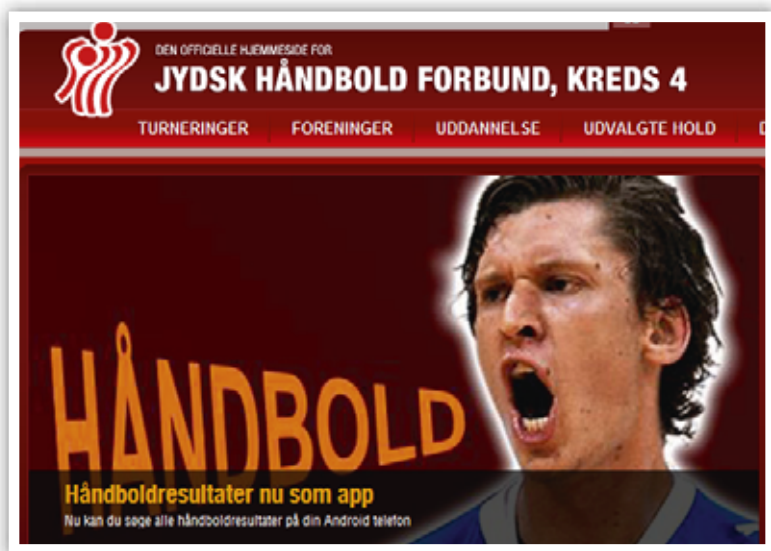 DEN OFFICIELLE HJEMMESIDE FOR
JYDSK HÅNDBOLD FORBUND, KREDS 4
TURNERINGER FORENINGER UDDANNELSE UDVALGTE HOLD
HÅNDBOLD
Håndboldresultater nu som app
Nu kan du søge alle håndboldresultater på din Android telefon